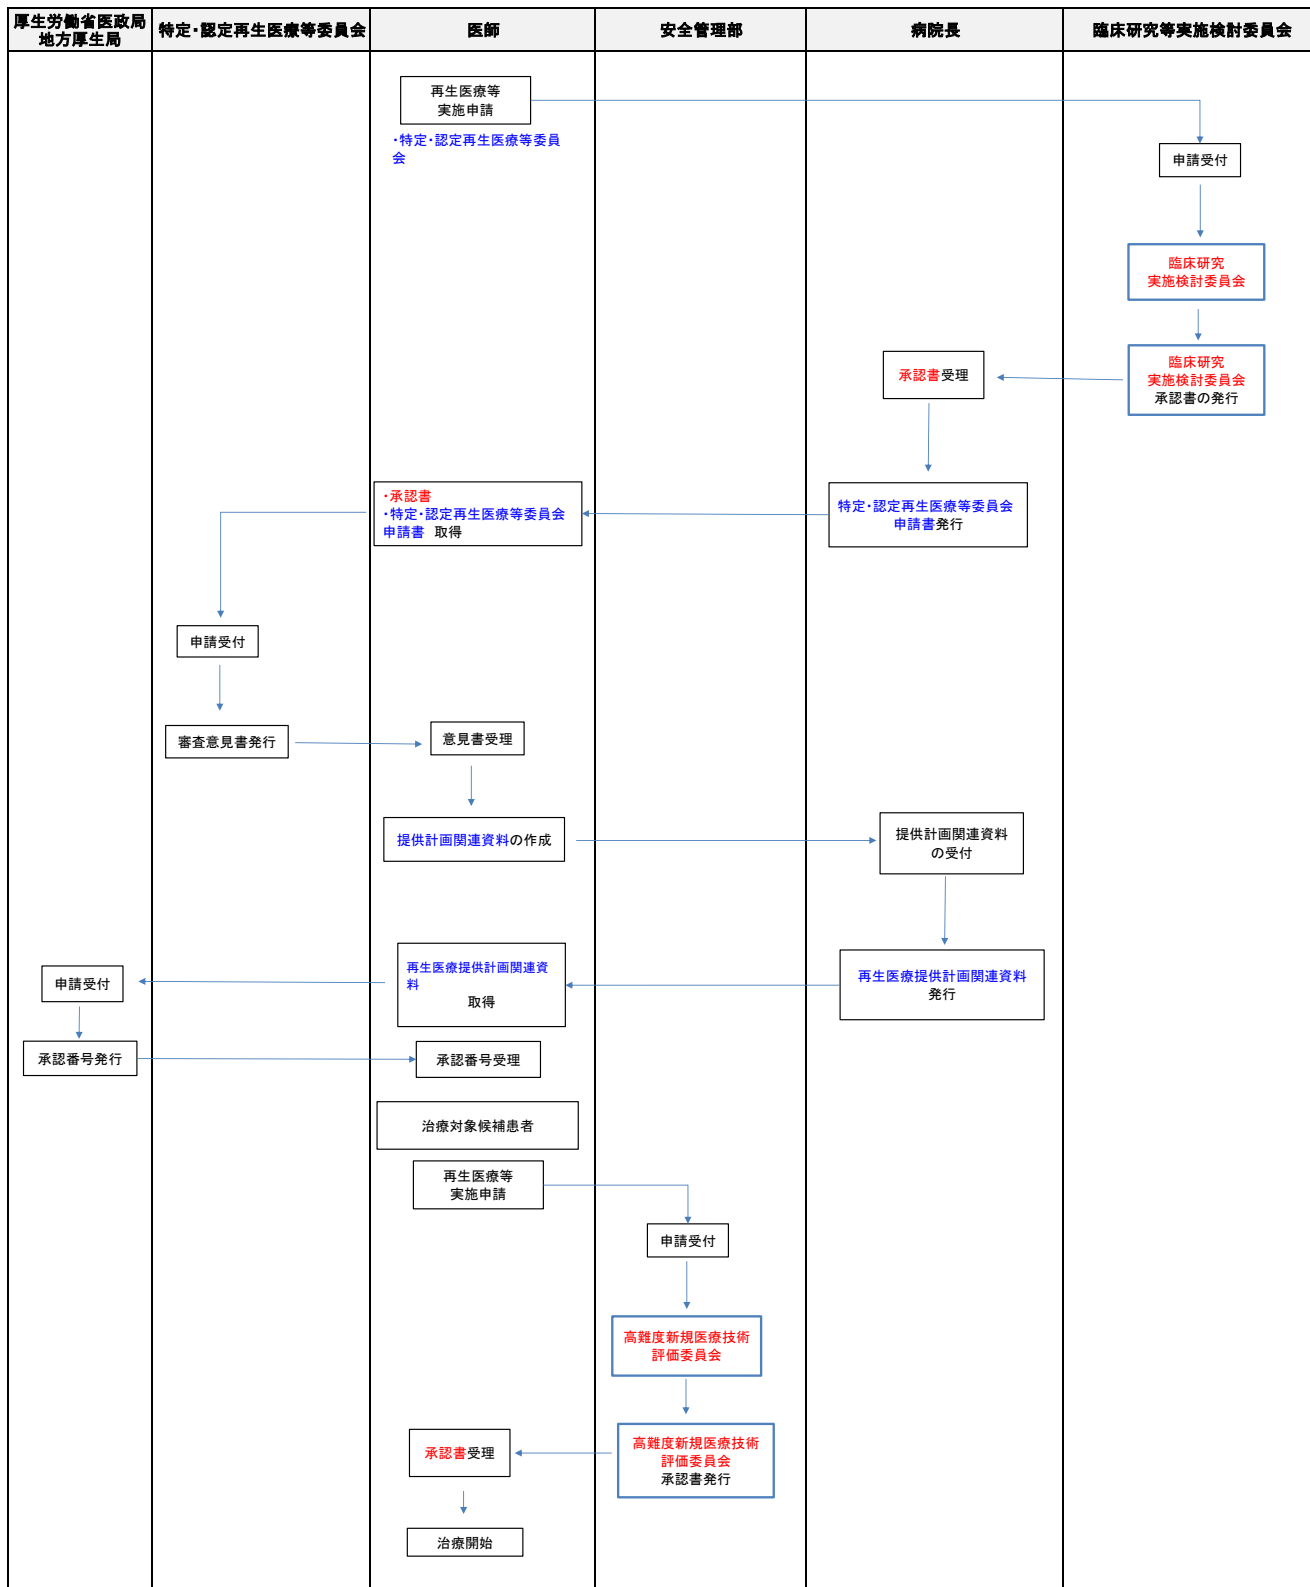 厚生労働省医政局
地方厚生局
特定・認定再生医療等委員会
医師
安全管理部
病院長
臨床研究等実施検討委員会
再生医療等
実施申請
・特定・認定再生医療等委員
会
申請受付
臨床研究
実施検討委員会
臨床研究
実施検討委員会
承認書の発行
承認書受理
特定・認定再生医療等委員会
申請書発行
・承認書
・特定・認定再生医療等委員会
申請書 取得
申請受付
審査意見書発行
意見書受理
提供計画関連資料の作成
提供計画関連資料
の受付
再生医療提供計画関連資料
発行
再生医療提供計画関連資
料
取得
申請受付
承認番号発行
承認番号受理
治療対象候補患者
再生医療等
実施申請
申請受付
高難度新規医療技術
評価委員会
高難度新規医療技術
評価委員会
承認書発行
承認書受理
治療開始